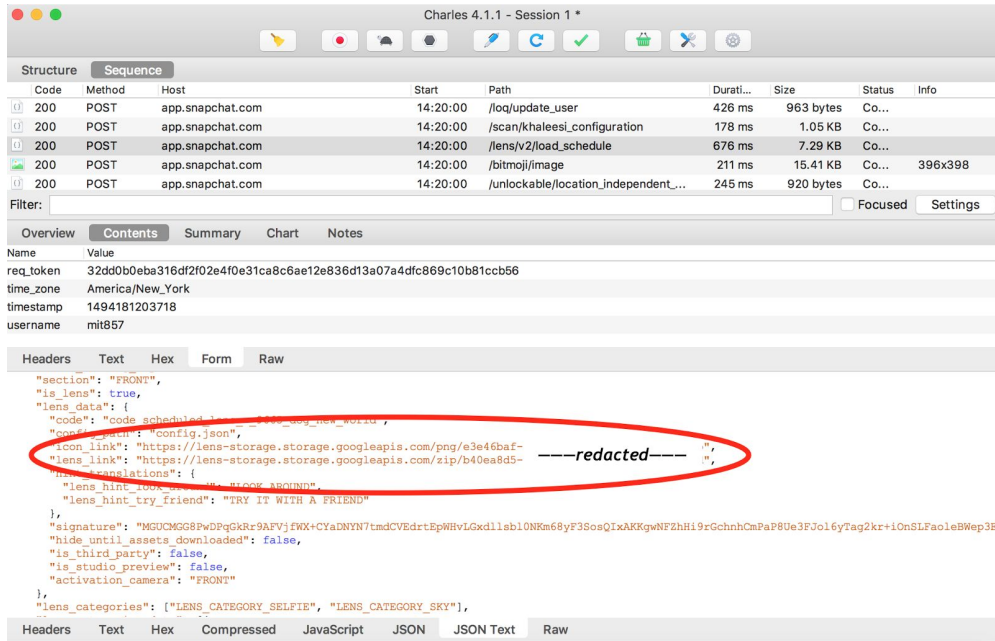 Charles 4.1.1 - Session 1 *
Structure Sequence
Code Method Host Start Path Durati... Size Status Info
200 POST app.snapchat.com 14:20:00 /loq/update_user 426 ms 963 bytes Co...
200 POST app.snapchat.com 14:20:00 /scan/khaleesi_configuration 178 ms 1.05 KB Co...
200 POST app.snapchat.com 14:20:00 /lens/v2/load_schedule 676 ms 7.29 KB Co...
200 POST app.snapchat.com 14:20:00 /bitmoji/image 211 ms 15.41 KB Co... 396x398
200 POST app.snapchat.com 14:20:00 /unlockable/location_independent_... 245 ms 920 bytes Co...
Filter: Focused Settings
Overview Contents Summary Chart Notes
Name Value
req_token 32dd0b0eba316df2f02e4f0e31ca8c6ae12e836d13a07a4dfc869c10b81ccb56
time_zone America/New_York
timestamp 1494181203718
username mit857
Headers Text Hex Form Raw
"section": "FRONT",
"is_lens": true,
"lens_data": {
"code":
"config_path": "config.json",
"icon_link": "https://lens-storage.storage.googleapis.com/png/e3e46baf- ———redacted——— ",
"lens_link": "https://lens-storage.storage.googleapis.com/zip/b40ea8d5- ",
"hint_translations": {
"lens_hint_look_around": "LOOK AROUND",
"lens_hint_try_friend": "TRY IT WITH A FRIEND"
},
"signature":
"hide_until_assets_downloaded": false,
"is_third_party": false,
"is_studio_preview": false,
"activation_camera": "FRONT"
},
"lens_categories": ["LENS_CATEGORY_SELFIE", "LENS_CATEGORY_SKY"],
Headers Text Hex Compressed JavaScript JSON JSON Text Raw